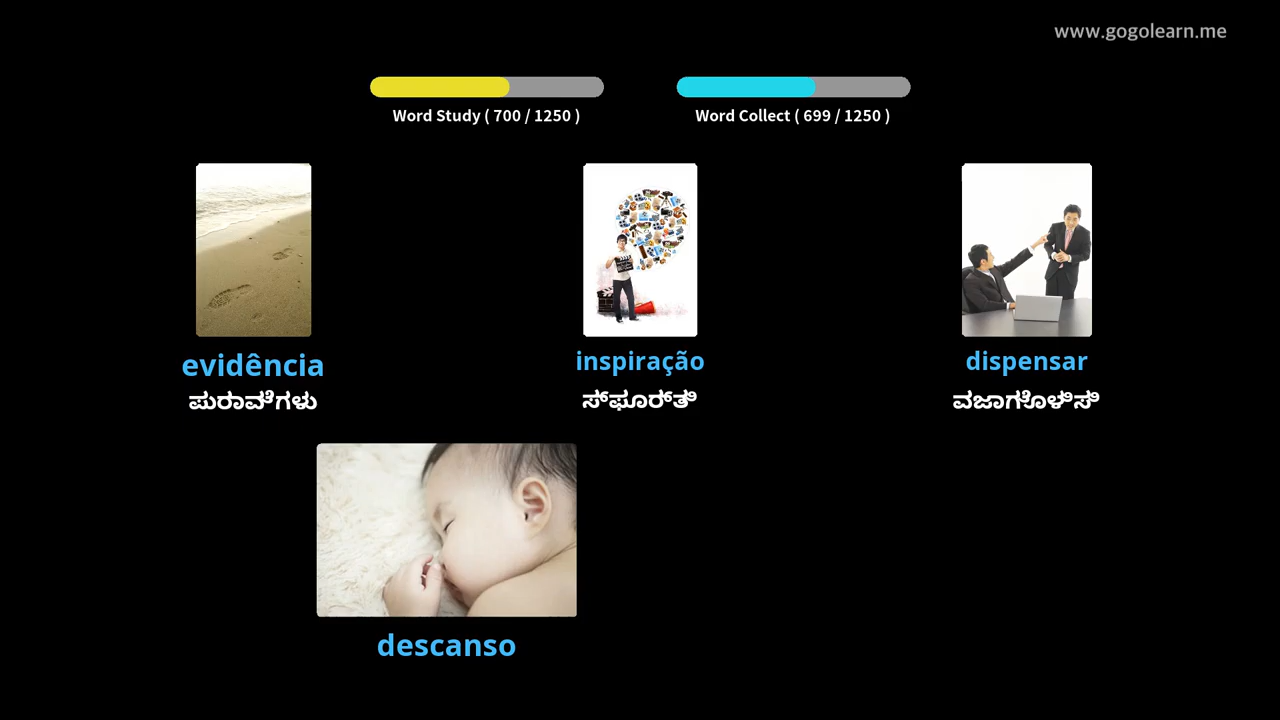 www.gogolearn.me
Word Study ( 700 / 1250 )
Word Collect ( 699 / 1250 )
evidência
inspiração
dispensar
ಪುರಾವೆಗಳು
ಸ್ಫೂರ್ತಿ
ವಜಾಗೊಳಿಸಿ
descanso